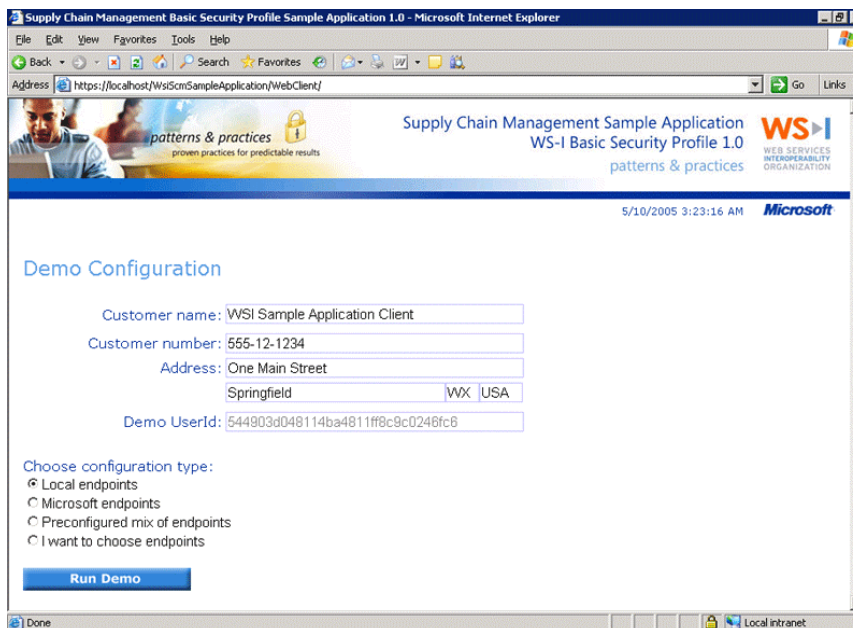 Supply Chain Management Basic Security Profile Sample Application 1.0 - Microsoft Internet Explorer
File Edit View Favorites Tools Help
Back Search Favorites
Address https://localhost/WsiScmSampleApplication/WebClient/ Go Links
patterns & practices
proven practices for predictable results
Supply Chain Management Sample Application
WS-I Basic Security Profile 1.0
patterns & practices
WS-I
WEB SERVICES
INTEROPERABILITY
ORGANIZATION
5/10/2005 3:23:16 AM Microsoft
Demo Configuration
Customer name: WSI Sample Application Client
Customer number: 555-12-1234
Address: One Main Street
Springfield WX USA
Demo UserId: 544903d048114ba4811ff8c9c0246fc6
Choose configuration type:
Local endpoints
Microsoft endpoints
Preconfigured mix of endpoints
I want to choose endpoints
Run Demo
Done Local intranet